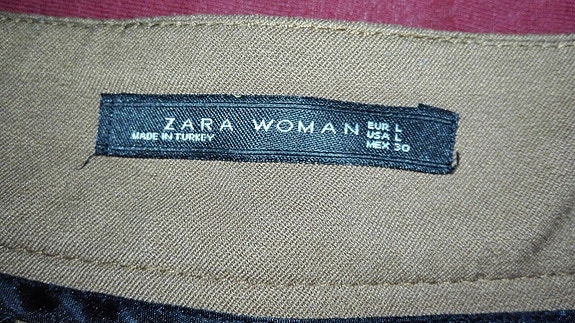 ZARA WOMAN
MADE IN TURKEY
EUR L
USA L
MEX 30